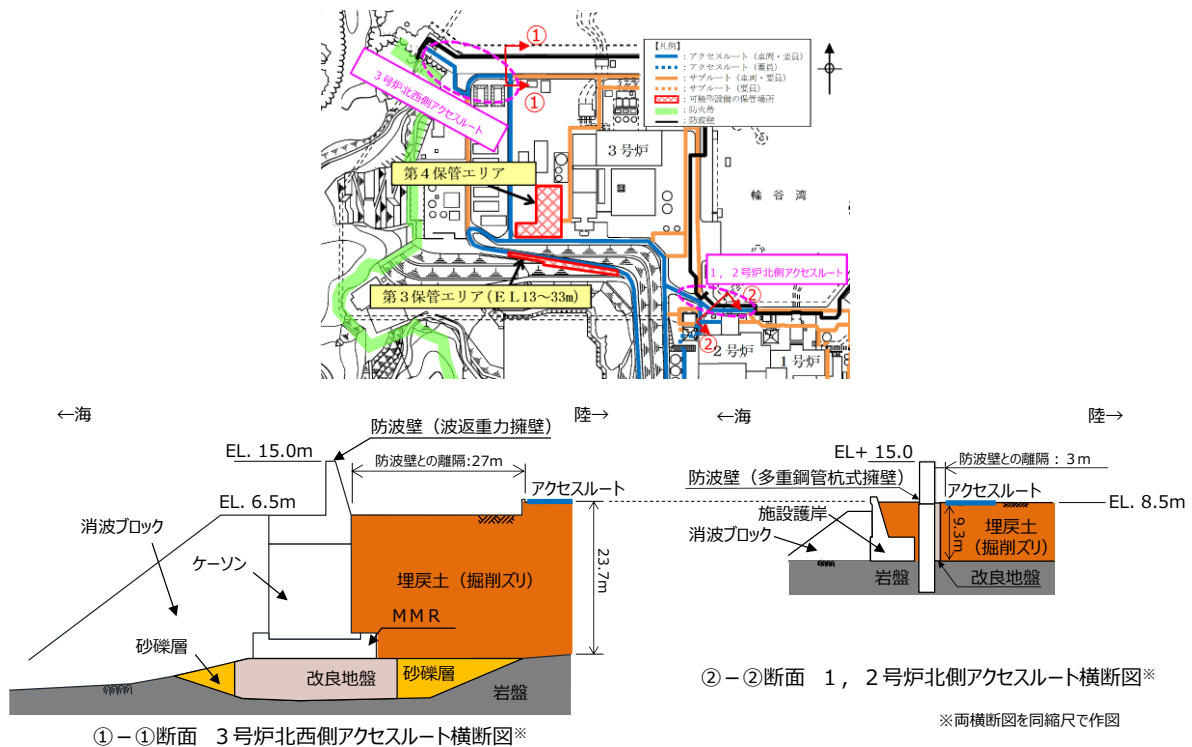 ①
①
3号炉北西側アクセスルート
【凡例】
：アクセスルート（車両・要員）
：アクセスルート（要員）
：サブルート（車両・要員）
：サブルート（要員）
：可搬型設備の保管場所
：防火帯
：防波壁
3号炉
第4保管エリア
輪谷湾
1，2号炉北側アクセスルート
第3保管エリア(EL13～33m)
②
②
2号炉
1号炉
←海
陸→
防波壁（波返重力擁壁）
EL. 15.0m
防波壁との離隔:27m
アクセスルート
EL. 6.5m
消波ブロック
ケーソン
埋戻土（掘削ズリ）
23.7m
MMR
砂礫層
改良地盤
砂礫層
岩盤
①－①断面　3号炉北西側アクセスルート横断図※
←海
陸→
EL+ 15.0
防波壁との離隔：3m
防波壁（多重鋼管杭式擁壁）
アクセスルート
EL. 8.5m
施設護岸
消波ブロック
9.3m
埋戻土
（掘削ズリ）
岩盤
改良地盤
②－②断面　1，2号炉北側アクセスルート横断図※
※両横断図を同縮尺で作図